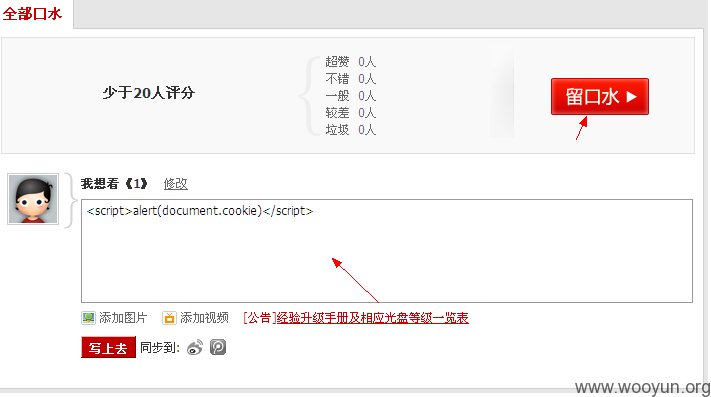 全部口水
超赞 0人
不错 0人
少于20人评分
一般 0人
较差 0人
垃圾 0人
留口水
我想看《1》 修改
<script>alert(document.cookie)</script>
添加图片 添加视频 [公告]经验升级手册及相应光盘等级一览表
写上去 同步到:
www.wooyun.org